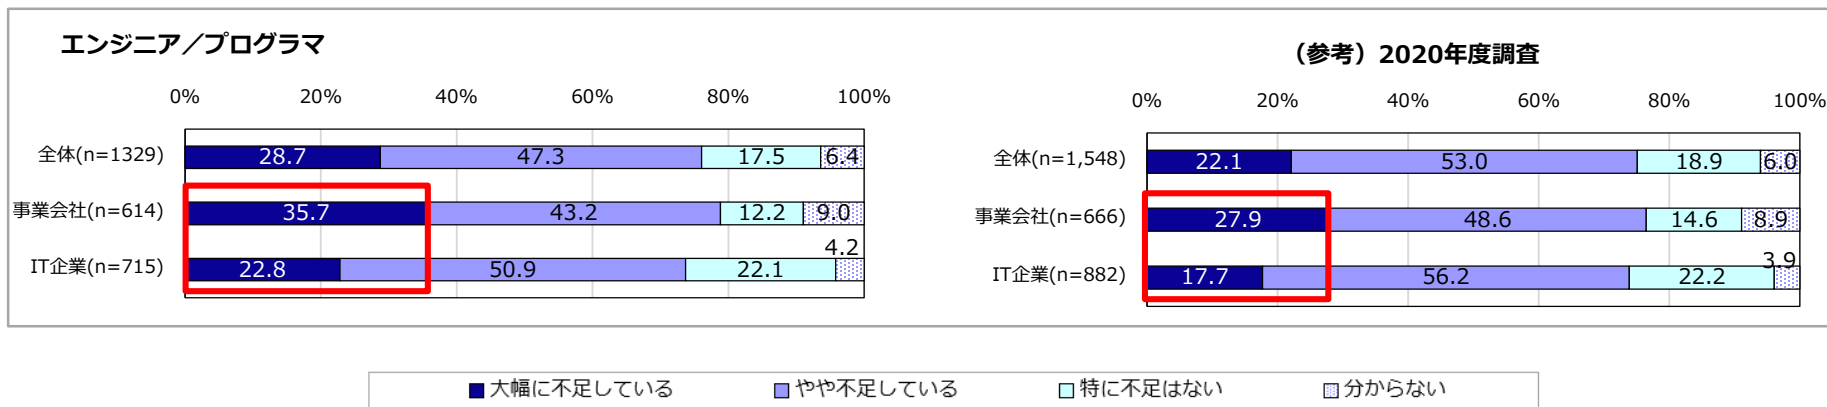 エンジニア／プログラマ
0% 20% 40% 60% 80% 100%
全体(n=1329) 28.7 47.3 17.5 6.4
事業会社(n=614) 35.7 43.2 12.2 9.0
IT企業(n=715) 22.8 50.9 22.1 4.2
（参考）2020年度調査
0% 20% 40% 60% 80% 100%
全体(n=1,548) 22.1 53.0 18.9 6.0
事業会社(n=666) 27.9 48.6 14.6 8.9
IT企業(n=882) 17.7 56.2 22.2 3.9
大幅に不足している やや不足している 特に不足はない 分からない